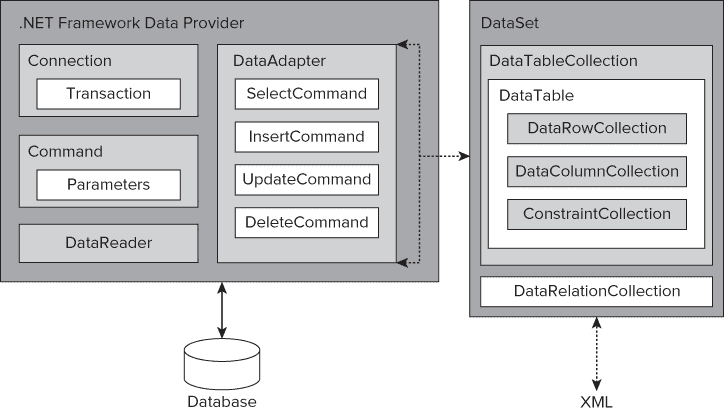 .NET Framework Data Provider
Connection
Transaction
Command
Parameters
DataReader
DataAdapter
SelectCommand
InsertCommand
UpdateCommand
DeleteCommand
Database
DataSet
DataTableCollection
DataTable
DataRowCollection
DataColumnCollection
ConstraintCollection
DataRelationCollection
XML